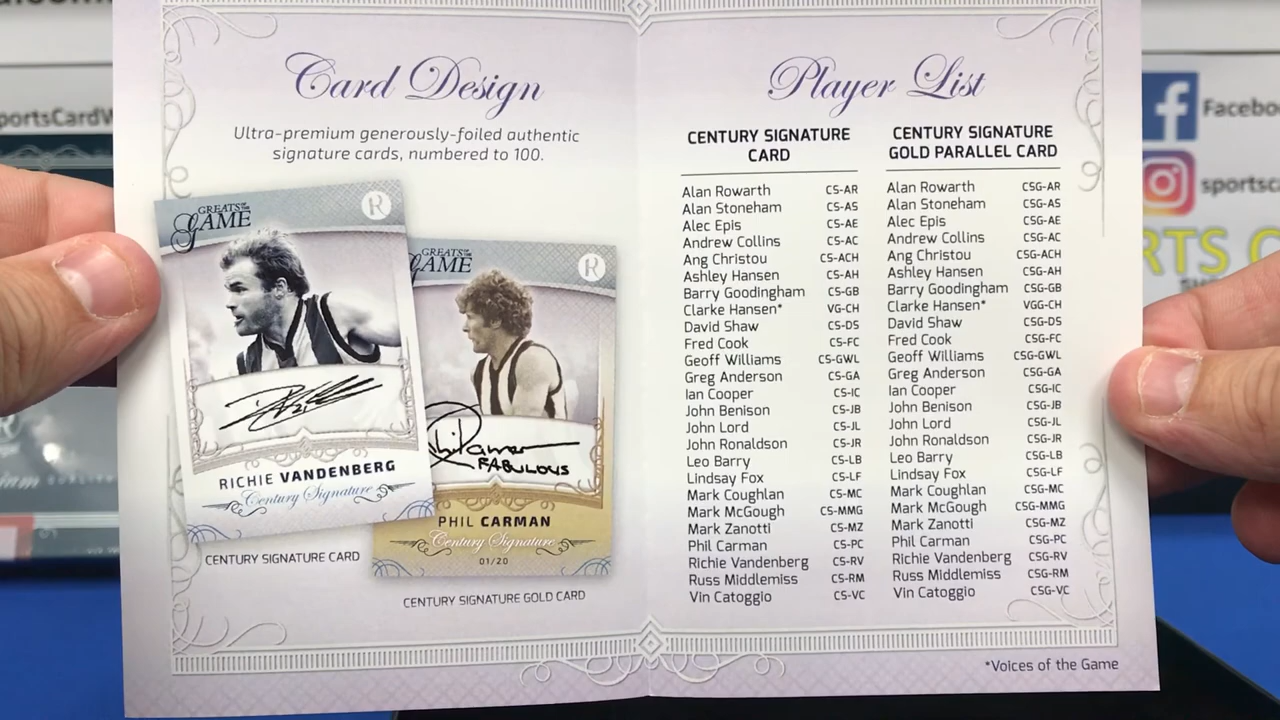 Card Design
Ultra-premium generously-foiled authentic
signature cards, numbered to 100.
GREATS OF THE
GAME
R
RICHIE VANDENBERG
Century Signature
CENTURY SIGNATURE CARD
GREATS OF THE
GAME
R
FABULOUS
PHIL CARMAN
Century Signature
01/20
CENTURY SIGNATURE GOLD CARD
Player List
CENTURY SIGNATURE
CARD
Alan Rowarth CS-AR
Alan Stoneham CS-AS
Alec Epis CS-AE
Andrew Collins CS-AC
Ang Christou CS-ACH
Ashley Hansen CS-AH
Barry Goodingham CS-GB
Clarke Hansen* VG-CH
David Shaw CS-DS
Fred Cook CS-FC
Geoff Williams CS-GWL
Greg Anderson CS-GA
Ian Cooper CS-IC
John Benison CS-JB
John Lord CS-JL
John Ronaldson CS-JR
Leo Barry CS-LB
Lindsay Fox CS-LF
Mark Coughlan CS-MC
Mark McGough CS-MMG
Mark Zanotti CS-MZ
Phil Carman CS-PC
Richie Vandenberg CS-RV
Russ Middlemiss CS-RM
Vin Catoggio CS-VC
CENTURY SIGNATURE
GOLD PARALLEL CARD
Alan Rowarth CSG-AR
Alan Stoneham CSG-AS
Alec Epis CSG-AE
Andrew Collins CSG-AC
Ang Christou CSG-ACH
Ashley Hansen CSG-AH
Barry Goodingham CSG-GB
Clarke Hansen* VGG-CH
David Shaw CSG-DS
Fred Cook CSG-FC
Geoff Williams CSG-GWL
Greg Anderson CSG-GA
Ian Cooper CSG-IC
John Benison CSG-JB
John Lord CSG-JL
John Ronaldson CSG-JR
Leo Barry CSG-LB
Lindsay Fox CSG-LF
Mark Coughlan CSG-MC
Mark McGough CSG-MMG
Mark Zanotti CSG-MZ
Phil Carman CSG-PC
Richie Vandenberg CSG-RV
Russ Middlemiss CSG-RM
Vin Catoggio CSG-VC
*Voices of the Game
ortsCardW
Facebo
sportsc
RTS C